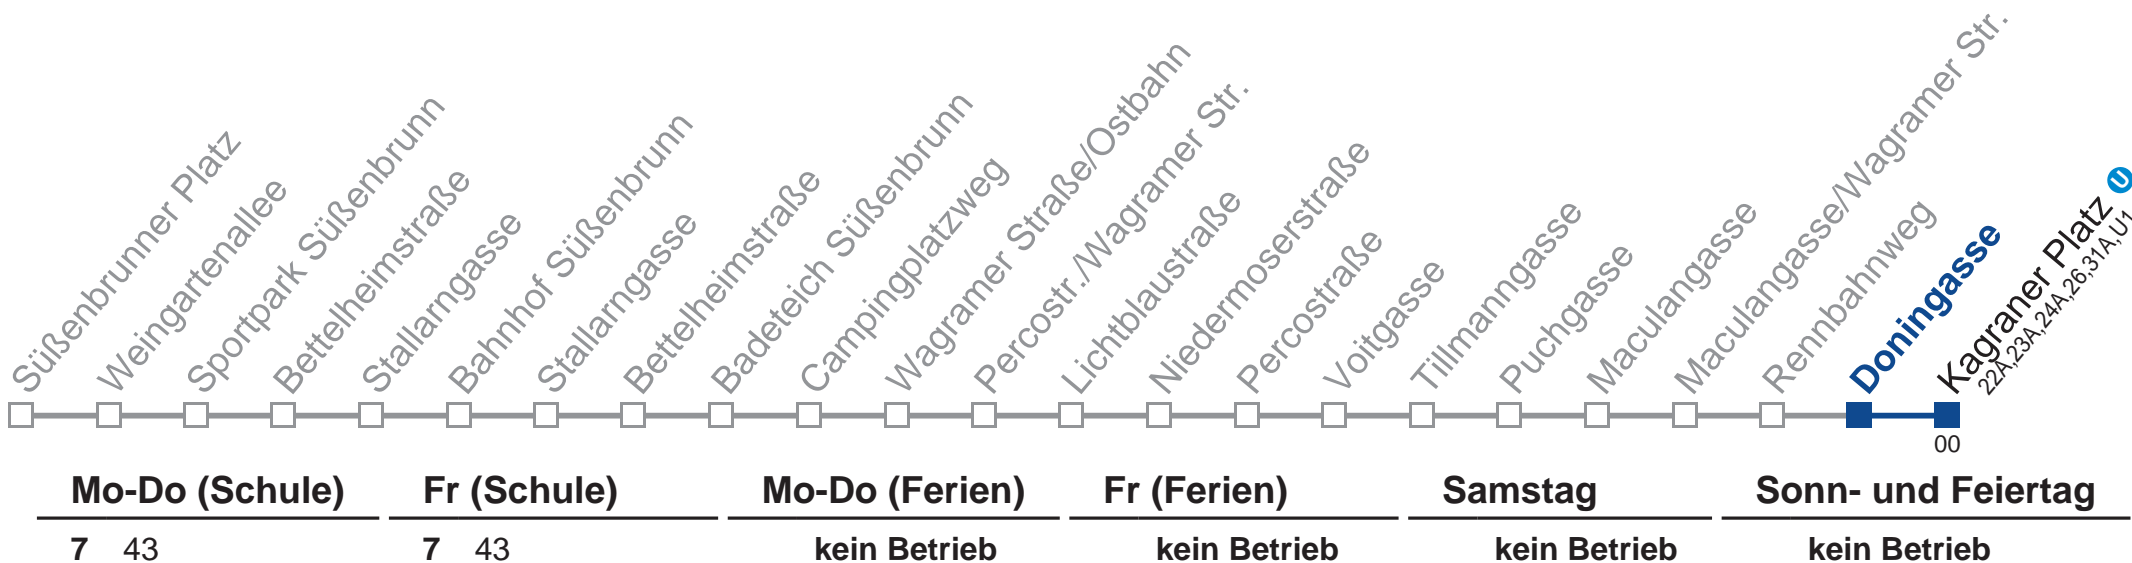 Süßenbrunner Platz
Weingartenallee
Sportpark Süßenbrunn
Bettelheimstraße
Stallarngasse
Bahnhof Süßenbrunn
Stallarngasse
Bettelheimstraße
Badeteich Süßenbrunn
Campingplatzweg
Wagramer Straße/Ostbahn
Percostr./Wagramer Str.
Lichtblaustraße
Niedermoserstraße
Percostraße
Voitgasse
Tillmanngasse
Puchgasse
Maculangasse
Maculangasse/Wagramer Str.
Rennbahnweg
Doningasse
Kagraner Platz U
22A,23A,24A,26,31A,U1
00
Mo-Do (Schule) Fr (Schule) Mo-Do (Ferien) Fr (Ferien) Samstag Sonn- und Feiertag
7 43 7 43 kein Betrieb kein Betrieb kein Betrieb kein Betrieb